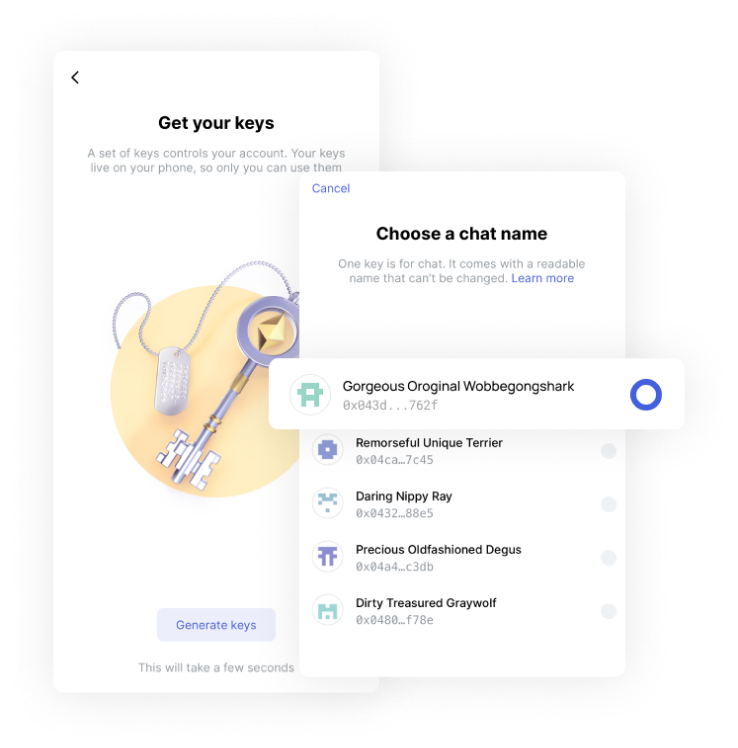 Get your keys
A set of keys controls your account. Your keys
live on your phone, so only you can use them
Generate keys
This will take a few seconds
Cancel
Choose a chat name
One key is for chat. It comes with a readable
name that can't be changed. Learn more
Gorgeous Oroginal Wobbegongshark
0x043d...762f
Remorseful Unique Terrier
0x04ca…7c45
Daring Nippy Ray
0x0432…88e5
Precious Oldfashioned Degus
0x04a4…c3db
Dirty Treasured Graywolf
0x0480…f78e